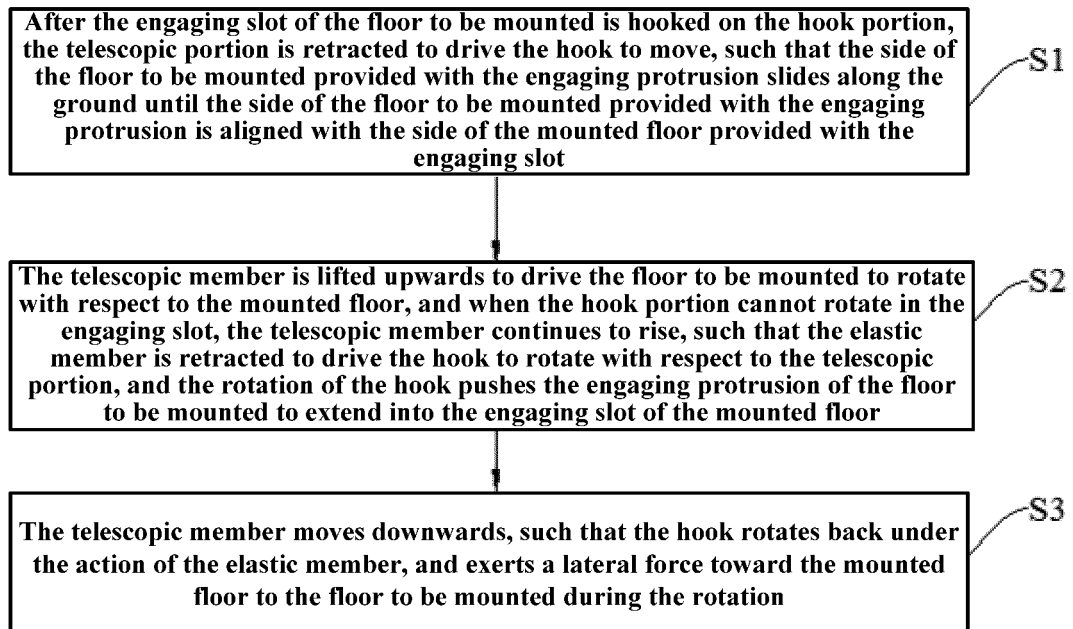 After the engaging slot of the floor to be mounted is hooked on the hook portion,
the telescopic portion is retracted to drive the hook to move, such that the side of
the floor to be mounted provided with the engaging protrusion slides along the
ground until the side of the floor to be mounted provided with the engaging
protrusion is aligned with the side of the mounted floor provided with the
engaging slot
S1
The telescopic member is lifted upwards to drive the floor to be mounted to rotate
with respect to the mounted floor, and when the hook portion cannot rotate in the
engaging slot, the telescopic member continues to rise, such that the elastic
member is retracted to drive the hook to rotate with respect to the telescopic
portion, and the rotation of the hook pushes the engaging protrusion of the floor
to be mounted to extend into the engaging slot of the mounted floor
S2
The telescopic member moves downwards, such that the hook rotates back under
the action of the elastic member, and exerts a lateral force toward the mounted
floor to the floor to be mounted during the rotation
S3